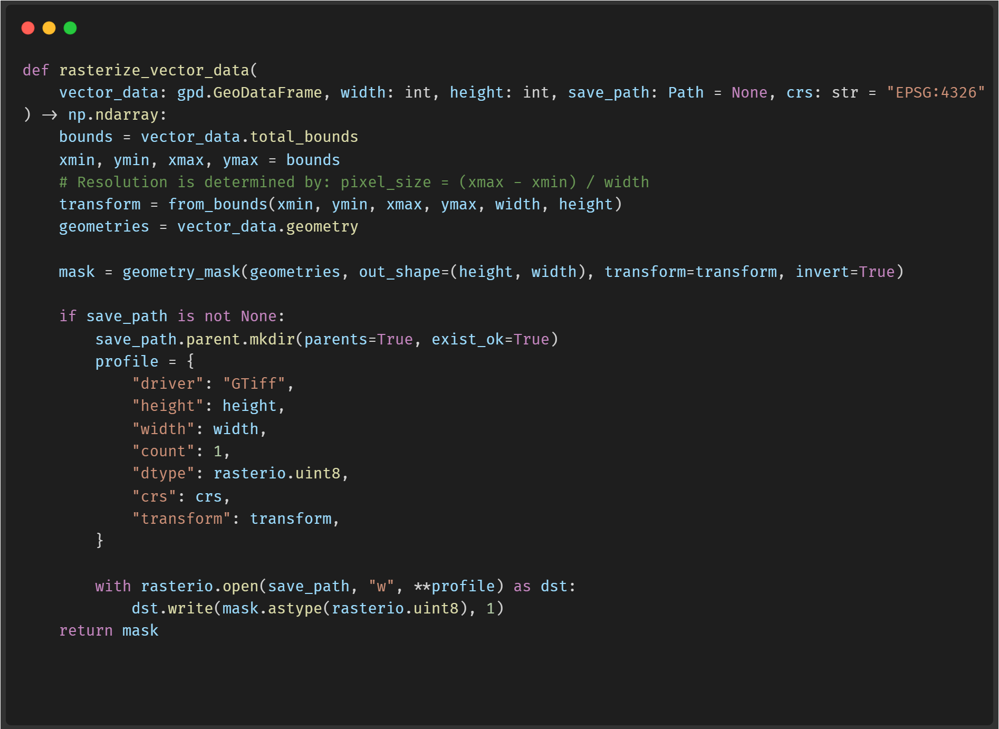 def rasterize_vector_data(
    vector_data: gpd.GeoDataFrame, width: int, height: int, save_path: Path = None, crs: str = "EPSG:4326"
) -> np.ndarray:
    bounds = vector_data.total_bounds
    xmin, ymin, xmax, ymax = bounds
    # Resolution is determined by: pixel_size = (xmax - xmin) / width
    transform = from_bounds(xmin, ymin, xmax, ymax, width, height)
    geometries = vector_data.geometry

    mask = geometry_mask(geometries, out_shape=(height, width), transform=transform, invert=True)

    if save_path is not None:
        save_path.parent.mkdir(parents=True, exist_ok=True)
        profile = {
            "driver": "GTiff",
            "height": height,
            "width": width,
            "count": 1,
            "dtype": rasterio.uint8,
            "crs": crs,
            "transform": transform,
        }

        with rasterio.open(save_path, "w", **profile) as dst:
            dst.write(mask.astype(rasterio.uint8), 1)
    return mask